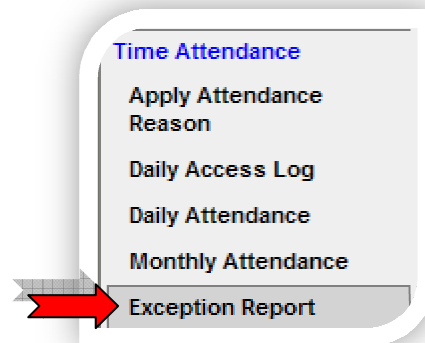 Time Attendance
Apply Attendance
Reason
Daily Access Log
Daily Attendance
Monthly Attendance
Exception Report